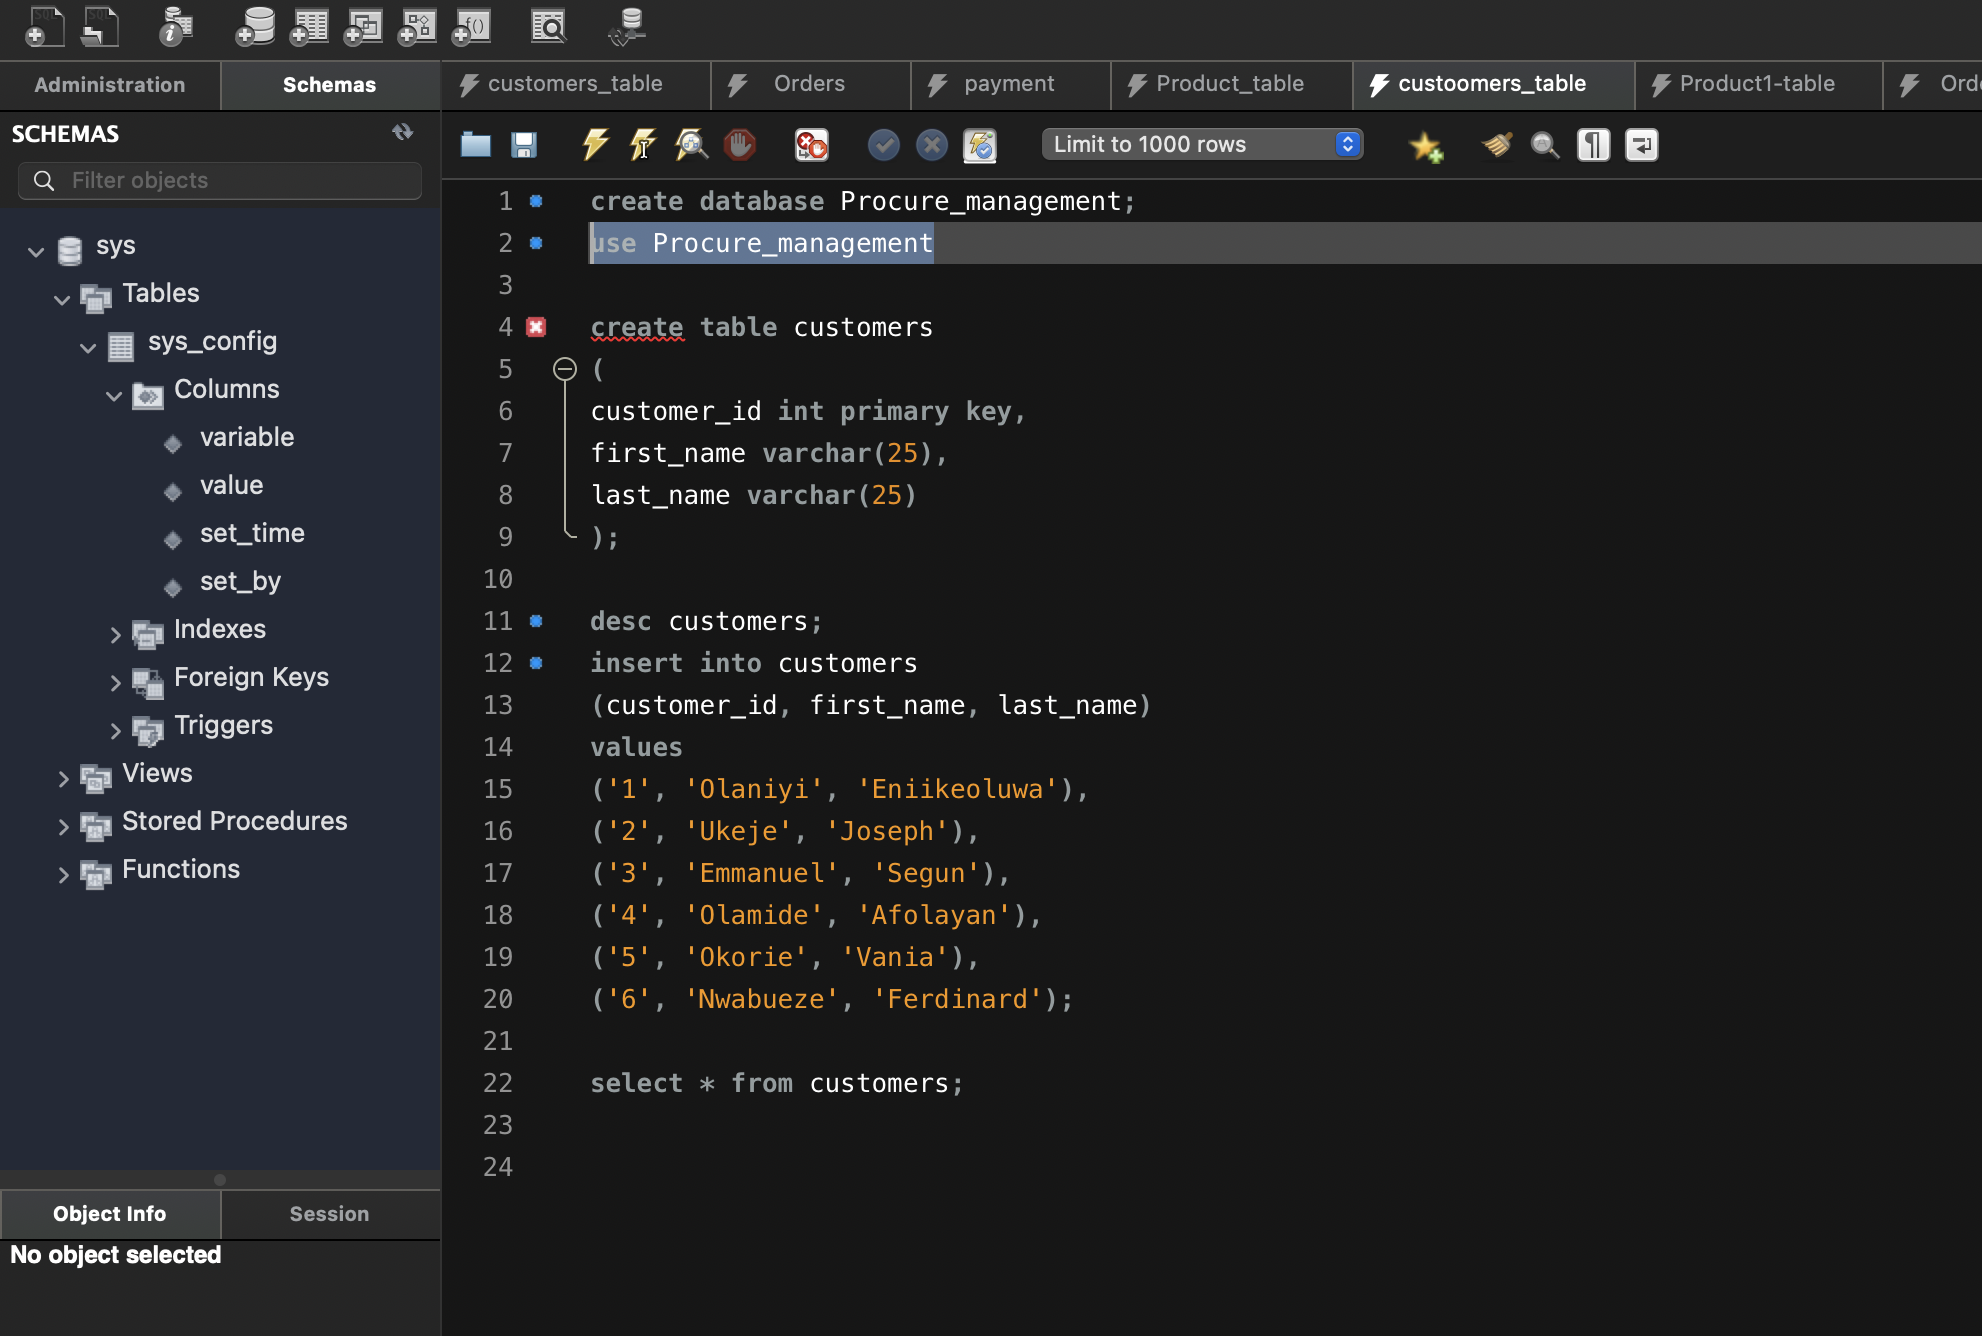 Administration
Schemas
customers_table
Orders
payment
Product_table
custoomers_table
Product1-table
SCHEMAS
Limit to 1000 rows
Filter objects
sys
Tables
sys_config
Columns
variable
value
set_time
set_by
Indexes
Foreign Keys
Triggers
Views
Stored Procedures
Functions
Object Info
Session
No object selected
1 create database Procure_management;
2 use Procure_management
3
4 create table customers
5 (
6 customer_id int primary key,
7 first_name varchar(25),
8 last_name varchar(25)
9 );
10
11 desc customers;
12 insert into customers
13 (customer_id, first_name, last_name)
14 values
15 ('1', 'Olaniyi', 'Eniikeoluwa'),
16 ('2', 'Ukeje', 'Joseph'),
17 ('3', 'Emmanuel', 'Segun'),
18 ('4', 'Olamide', 'Afolayan'),
19 ('5', 'Okorie', 'Vania'),
20 ('6', 'Nwabueze', 'Ferdinard');
21
22 select * from customers;
23
24